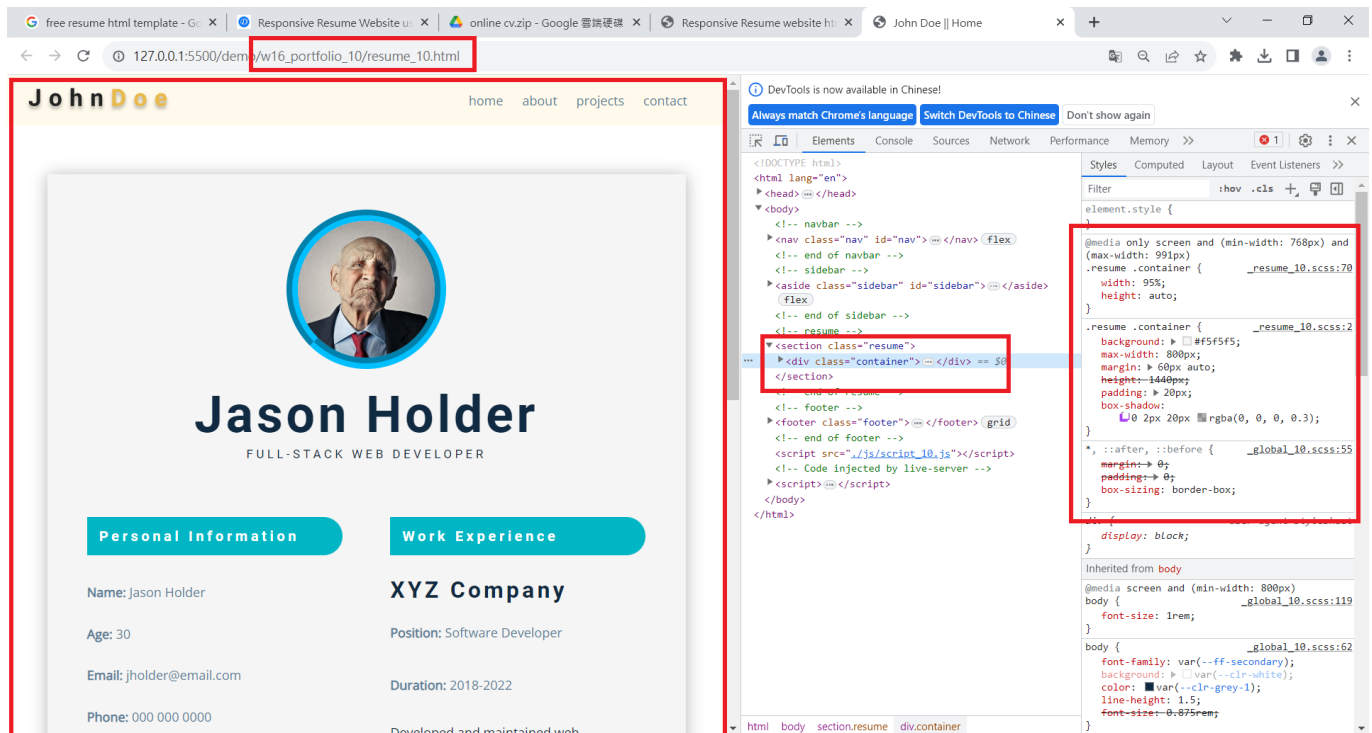 free resume html template - Go
Responsive Resume Website us
online cv.zip - Google 雲端硬碟
Responsive Resume website ht
John Doe || Home
127.0.0.1:5500/demo/w16_portfolio_10/resume_10.html
JohnDoe
home about projects contact
Jason Holder
FULL-STACK WEB DEVELOPER
Personal Information
Name: Jason Holder
Age: 30
Email: jholder@email.com
Phone: 000 000 0000
Work Experience
XYZ Company
Position: Software Developer
Duration: 2018-2022
Developed and maintained web
DevTools is now available in Chinese!
Always match Chrome's language Switch DevTools to Chinese Don't show again
Elements Console Sources Network Performance Memory 1
<!DOCTYPE html>
<html lang="en">
<head> … </head>
<body>
<!-- navbar -->
<nav class="nav" id="nav"> … </nav> flex
<!-- end of navbar -->
<!-- sidebar -->
<aside class="sidebar" id="sidebar"> … </aside>
flex
<!-- end of sidebar -->
<!-- resume -->
<section class="resume">
<div class="container"> … </div> == $0
</section>
<!-- end of resume -->
<!-- footer -->
<footer class="footer"> … </footer> grid
<!-- end of footer -->
<script src="./js/script_10.js"></script>
<!-- Code injected by live-server -->
<script> … </script>
</body>
</html>
html body section.resume div.container
Styles Computed Layout Event Listeners
Filter :hov .cls
element.style {
}
@media only screen and (min-width: 768px) and
(max-width: 991px)
.resume .container { _resume_10.scss:70
width: 95%;
height: auto;
}
.resume .container { _resume_10.scss:2
background: #f5f5f5;
max-width: 800px;
margin: 60px auto;
height: 1440px;
padding: 20px;
box-shadow:
0 2px 20px rgba(0, 0, 0, 0.3);
}
*, ::after, ::before { _global_10.scss:55
margin: 0;
padding: 0;
box-sizing: border-box;
}
div { user agent stylesheet
display: block;
}
Inherited from body
@media screen and (min-width: 800px)
body { _global_10.scss:119
font-size: 1rem;
}
body { _global_10.scss:62
font-family: var(--ff-secondary);
background: var(--clr-white);
color: var(--clr-grey-1);
line-height: 1.5;
font-size: 0.875rem;
}